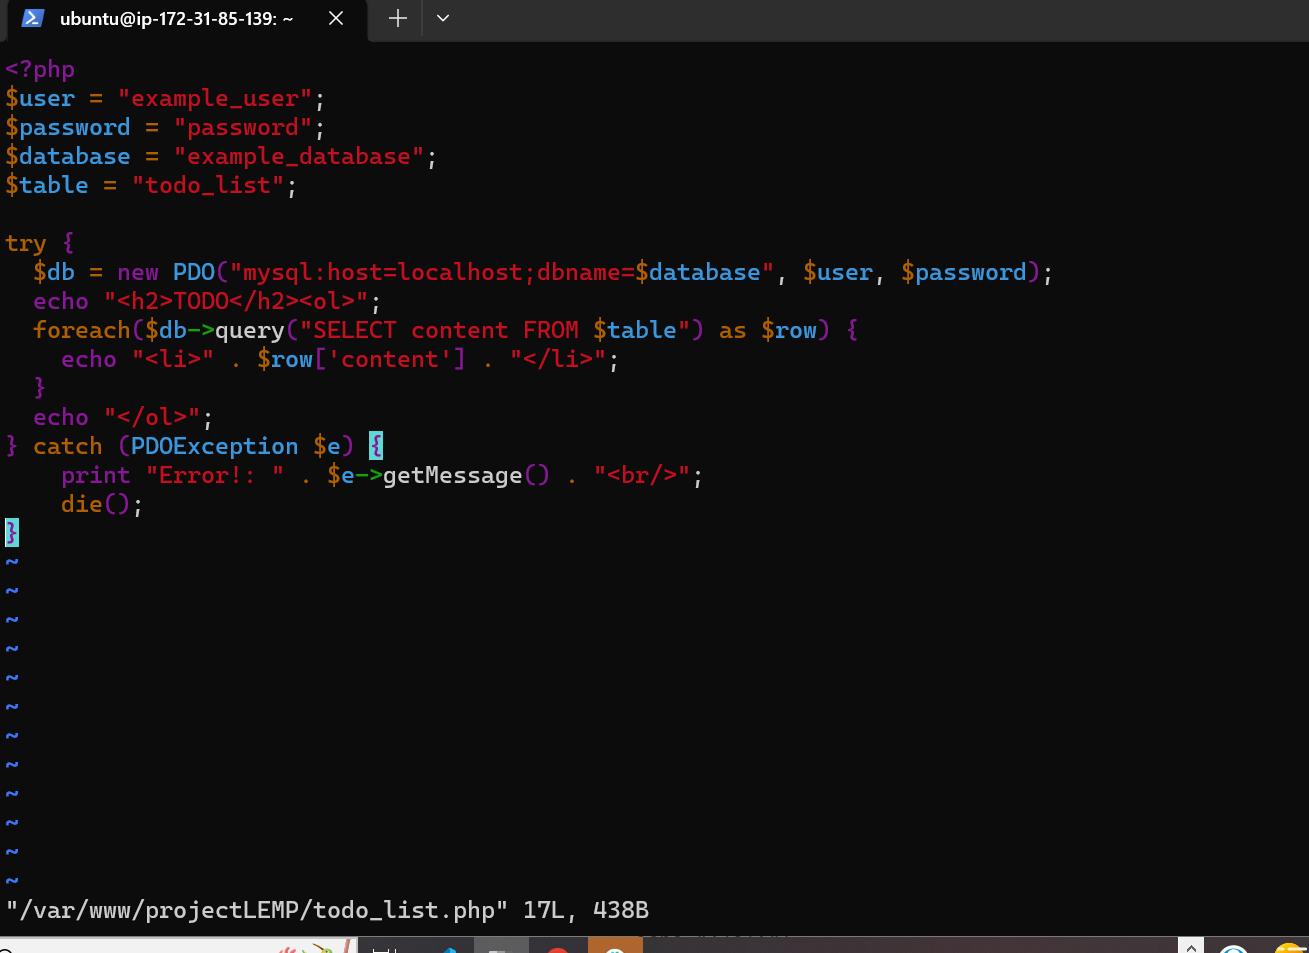 ubuntu@ip-172-31-85-139: ~
<?php
$user = "example_user";
$password = "password";
$database = "example_database";
$table = "todo_list";

try {
  $db = new PDO("mysql:host=localhost;dbname=$database", $user, $password);
  echo "<h2>TODO</h2><ol>";
  foreach($db->query("SELECT content FROM $table") as $row) {
    echo "<li>" . $row['content'] . "</li>";
  }
  echo "</ol>";
} catch (PDOException $e) {
    print "Error!: " . $e->getMessage() . "<br/>";
    die();
}
~
~
~
~
~
~
~
~
~
~
~
~
"/var/www/projectLEMP/todo_list.php" 17L, 438B